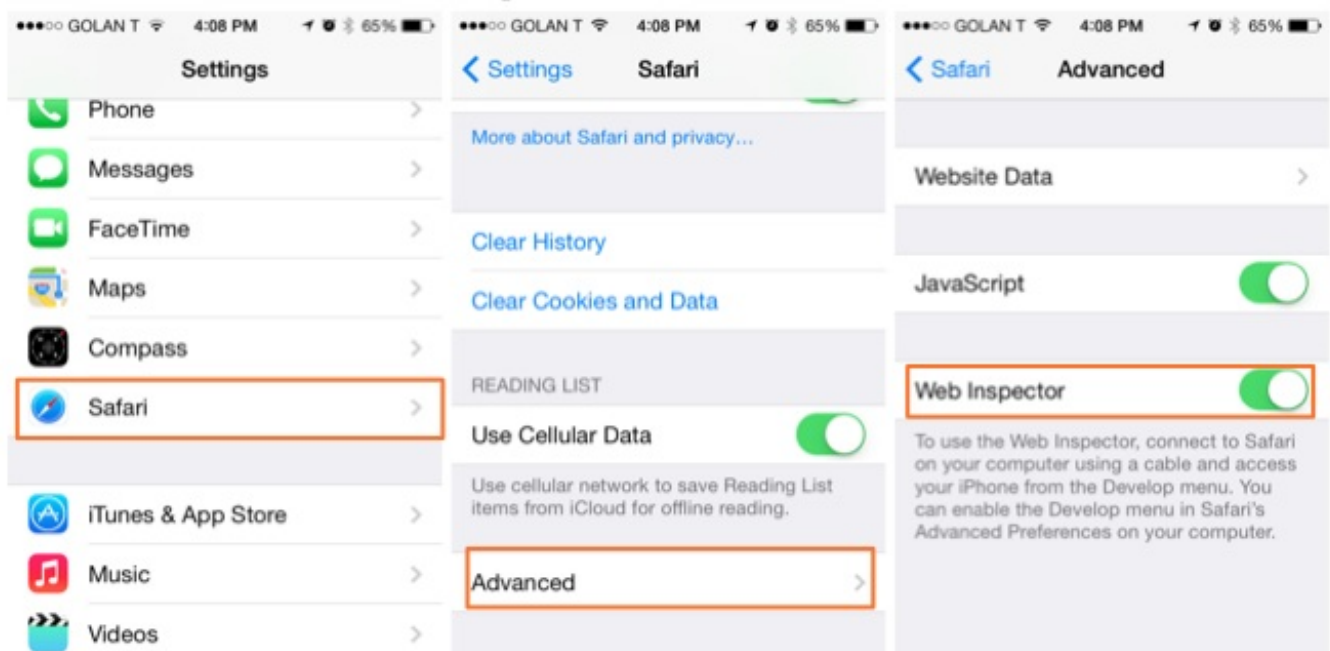 GOLAN T 4:08 PM 65%
Settings
Phone
Messages
FaceTime
Maps
Compass
Safari
iTunes & App Store
Music
Videos
GOLAN T 4:08 PM 65%
Settings Safari
More about Safari and privacy...
Clear History
Clear Cookies and Data
READING LIST
Use Cellular Data
Use cellular network to save Reading List
items from iCloud for offline reading.
Advanced
GOLAN T 4:08 PM 65%
Safari Advanced
Website Data
JavaScript
Web Inspector
To use the Web Inspector, connect to Safari
on your computer using a cable and access
your iPhone from the Develop menu. You
can enable the Develop menu in Safari's
Advanced Preferences on your computer.